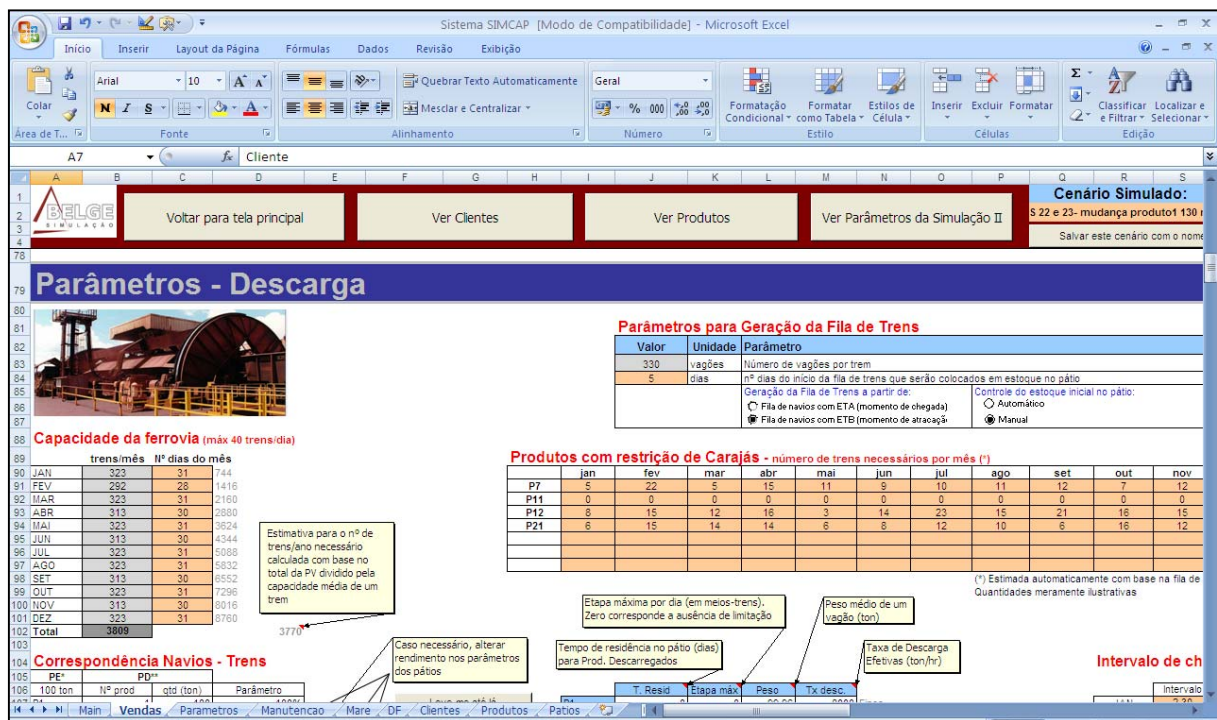 Sistema SIMCAP [Modo de Compatibilidade] - Microsoft Excel
Início Inserir Layout da Página Fórmulas Dados Revisão Exibição
Colar
Arial 10
Quebrar Texto Automaticamente
Mesclar e Centralizar
Geral
% 000
Formatação Condicional
Formatar como Tabela
Estilos de Célula
Inserir Excluir Formatar
Classificar e Filtrar
Localizar e Selecionar
Área de T... Fonte Alinhamento Número Estilo Células Edição
A7 fx Cliente
A B C D E F G H I J K L M N O P Q R S
BELGE
SIMULAÇÃO
Voltar para tela principal
Ver Clientes
Ver Produtos
Ver Parâmetros da Simulação II
Cenário Simulado:
S 22 e 23- mudança produto1 130
Salvar este cenário com o nome
Parâmetros - Descarga
Parâmetros para Geração da Fila de Trens
Valor Unidade Parâmetro
330 vagões Número de vagões por trem
5 dias nº dias do início da fila de trens que serão colocados em estoque no pátio
Geração da Fila de Trens a partir de:
Fila de navios com ETA (momento de chegada)
Fila de navios com ETB (momento de atracaçã
Controle do estoque inicial no pátio:
Automático
Manual
Capacidade da ferrovia (máx 40 trens/dia)
trens/mês Nº dias do mês
JAN 323 31 744
FEV 292 28 1416
MAR 323 31 2160
ABR 313 30 2880
MAI 323 31 3624
JUN 313 30 4344
JUL 323 31 5088
AGO 323 31 5832
SET 313 30 6552
OUT 323 31 7296
NOV 313 30 8016
DEZ 323 31 8760
Total 3809 3770
Estimativa para o nº de
trens/ano necessário
calculada com base no
total da PV dividido pela
capacidade média de um
trem
Produtos com restrição de Carajás - número de trens necessários por mês (*)
jan fev mar abr mai jun jul ago set out nov
P7 5 22 5 15 11 9 10 11 12 7 12
P11 0 0 0 0 0 0 0 0 0 0 0
P12 8 15 12 16 3 14 23 15 21 16 15
P21 6 15 14 14 6 8 12 10 6 16 12
(*) Estimada automaticamente com base na fila de
Quantidades meramente ilustrativas
Etapa máxima por dia (em meios-trens).
Zero corresponde a ausência de limitação
Peso médio de um
vagão (ton)
Caso necessário, alterar
rendimento nos parâmetros
dos pátios
Tempo de residência no pátio (dias)
para Prod. Descarregados
Taxa de Descarga
Efetivas (ton/hr)
Correspondência Navios - Trens
PE* PD**
100 ton Nº prod qtd (ton) Parâmetro
T. Resid Etapa máx Peso Tx desc.
Intervalo de ch
Intervalo
Main Vendas Parametros Manutencao Mare DF Clientes Produtos Patios